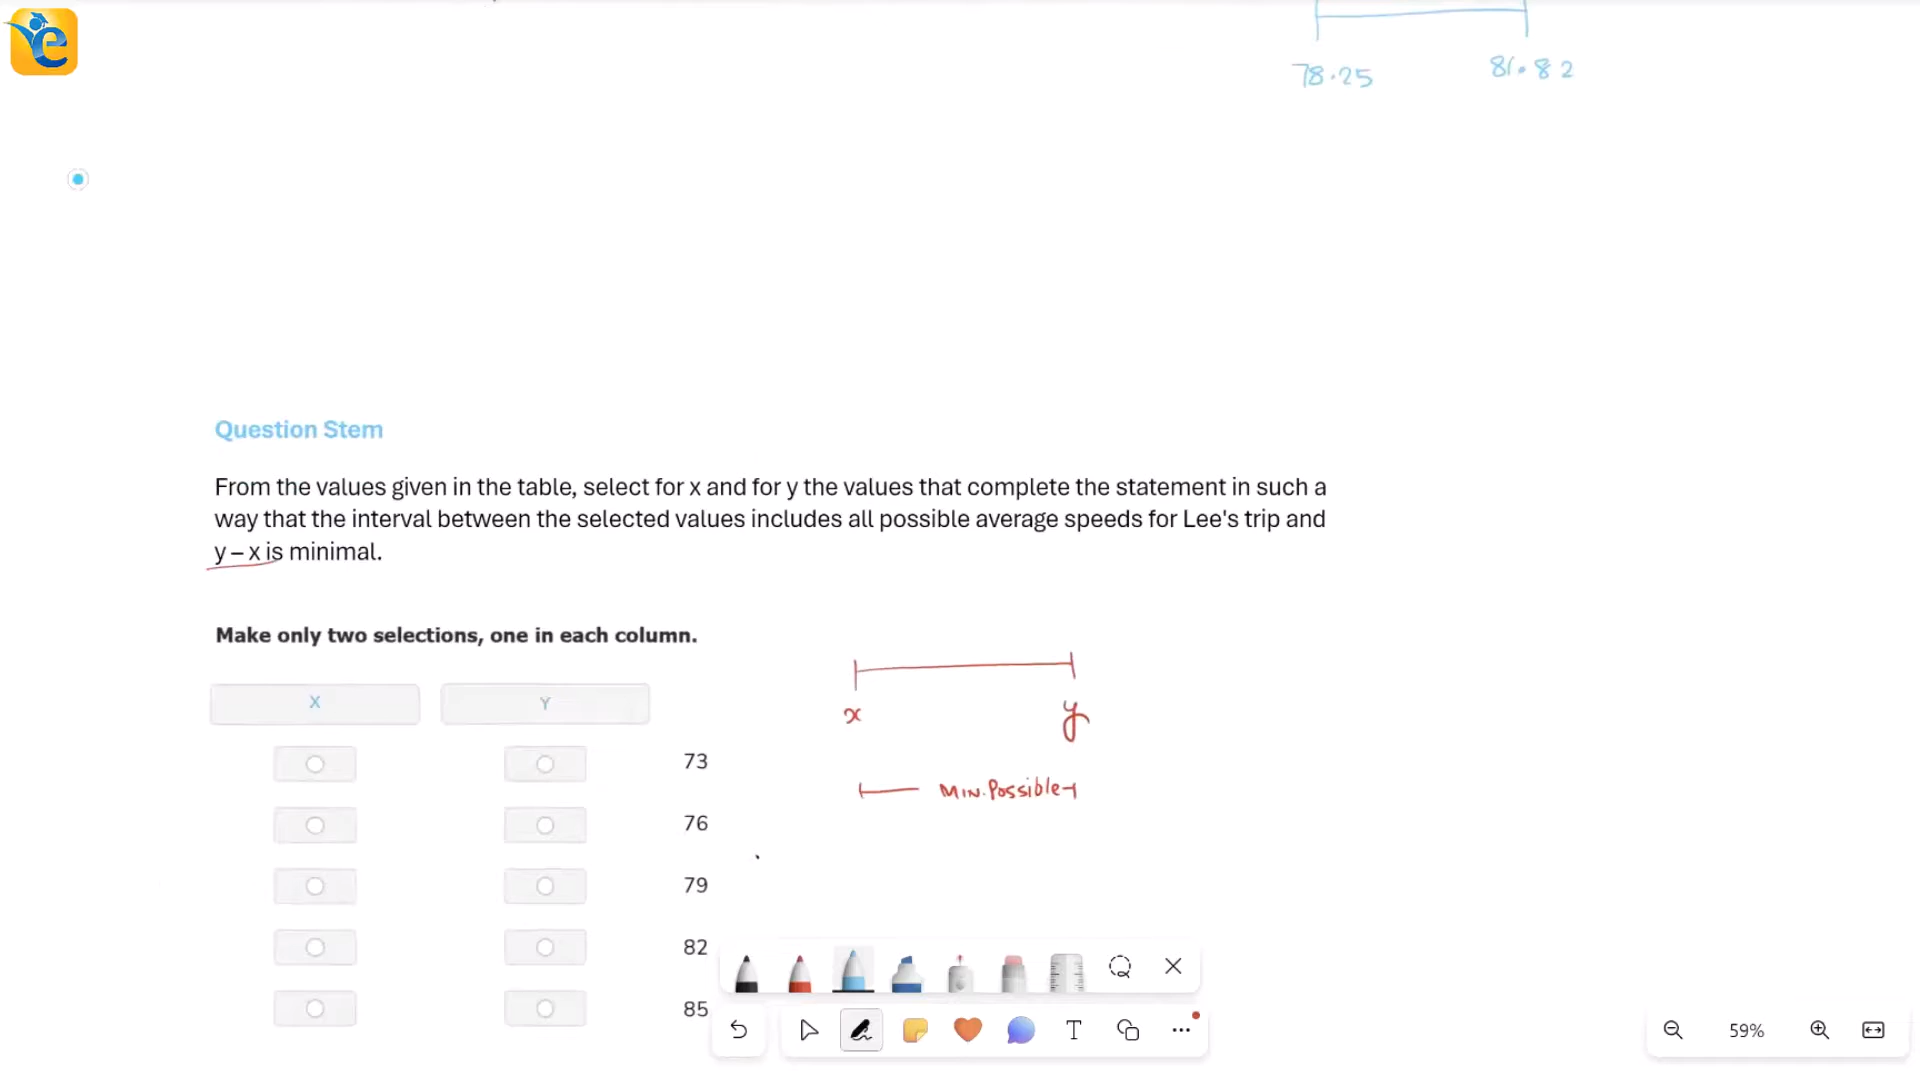 78.25 81.82
e
Question Stem
From the values given in the table, select for x and for y the values that complete the statement in such a
way that the interval between the selected values includes all possible average speeds for Lee's trip and
y – x is minimal.
Make only two selections, one in each column.
X Y
x y
73
MIN.Possible
76
79
82
85
T
59%